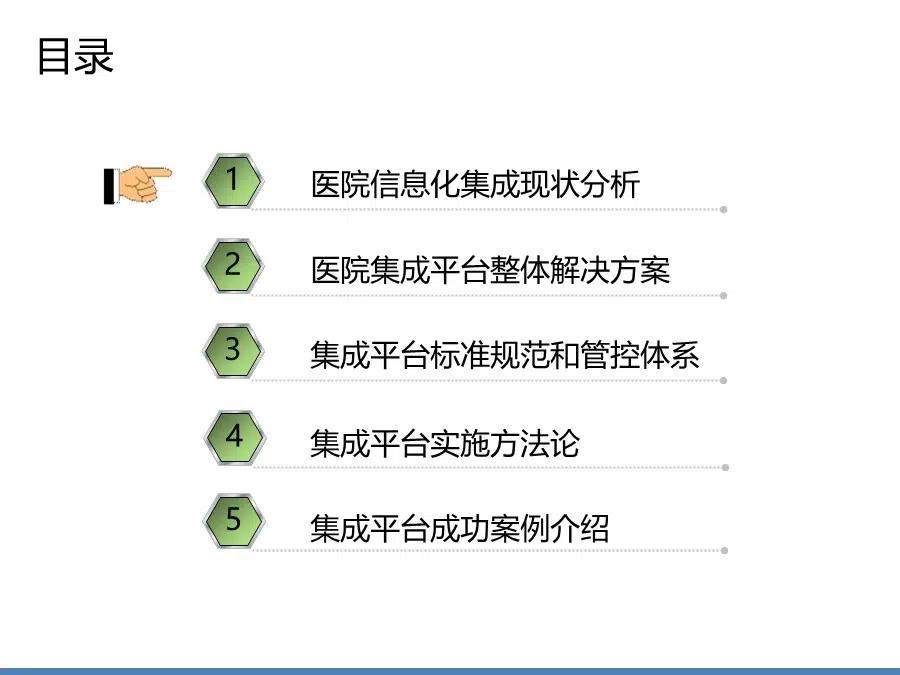 目录
1 医院信息化集成现状分析
2 医院集成平台整体解决方案
3 集成平台标准规范和管控体系
4 集成平台实施方法论
5 集成平台成功案例介绍